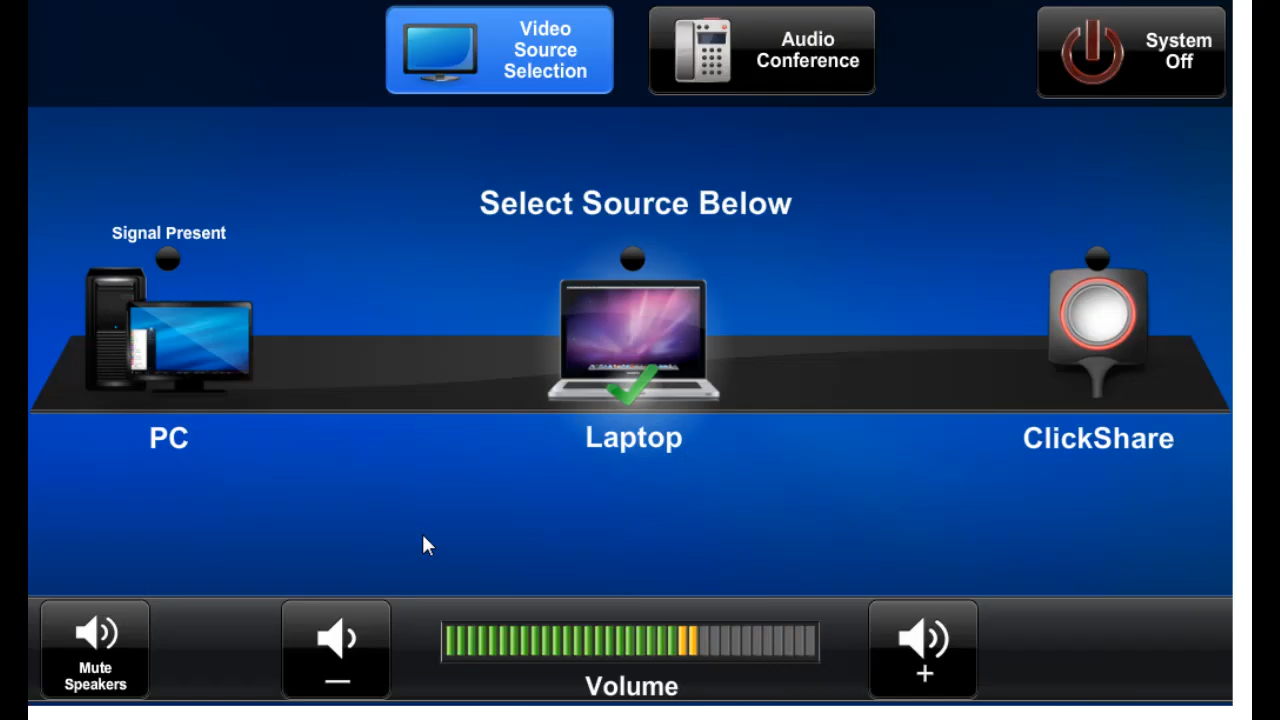 Video
Source
Selection
Audio
Conference
System
Off
Select Source Below
Signal Present
PC
Laptop
ClickShare
Mute
Speakers
Volume